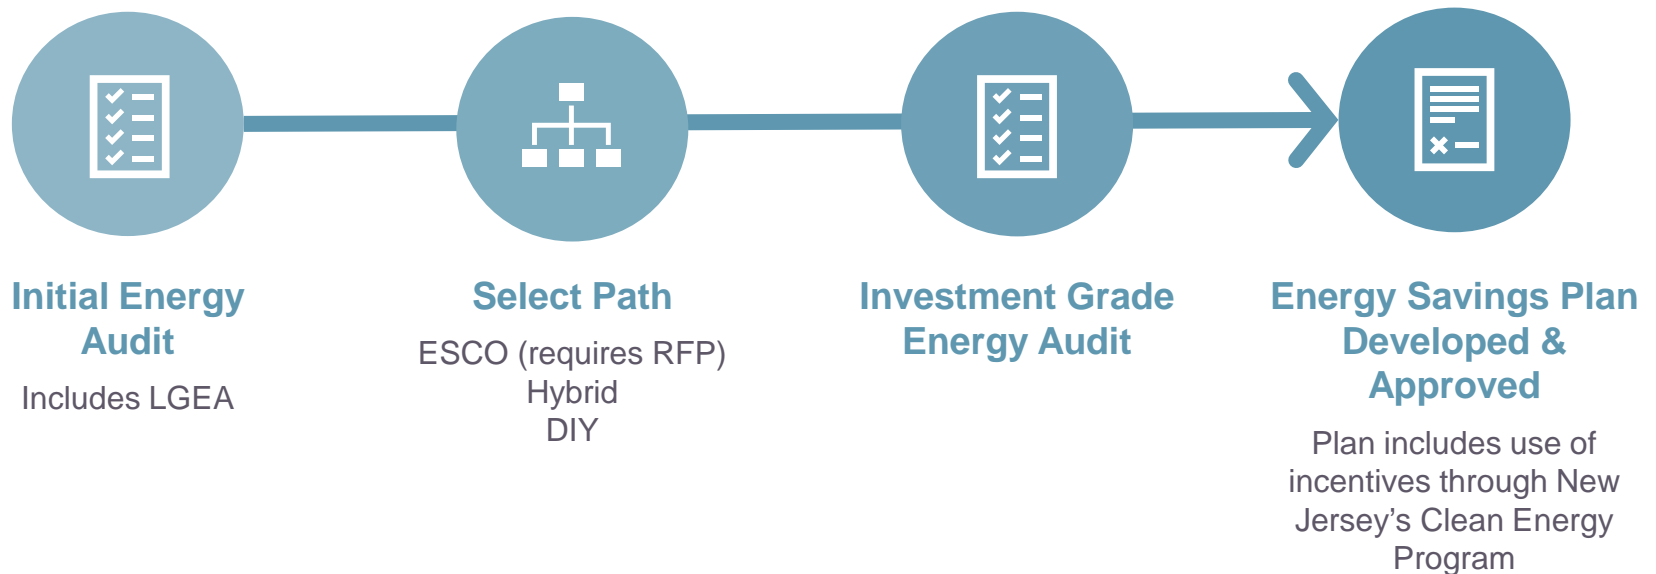 Initial Energy
Audit
Includes LGEA
Select Path
ESCO (requires RFP)
Hybrid
DIY
Investment Grade
Energy Audit
Energy Savings Plan
Developed &
Approved
Plan includes use of
incentives through New
Jersey’s Clean Energy
Program